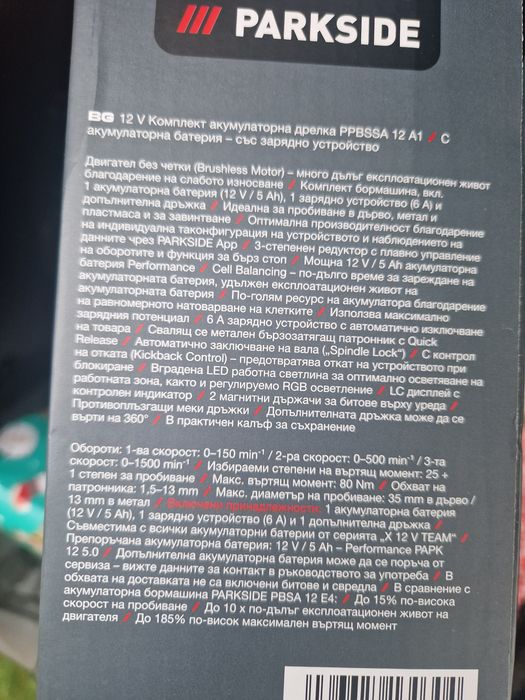 /// PARKSIDE
BG 12 V Комплект акумулаторна дрелка PPBSSA 12 A1 // С
акумулаторна батерия – със зарядно устройство
Двигател без четки (Brushless Motor) – много дълъг експлоатационен живот
благодарение на слабото износване // Комплект бормашина, вкл.
1 акумулаторна батерия (12 V / 5 Ah), 1 зарядно устройство (6 A) и
допълнителна дръжка // Идеална за пробиване в дърво, метал и
пластмаса и за завинтване // Оптимална производителност благодарение
на индивидуална таконфигурация на устройството и наблюдението на
данните чрез PARKSIDE App // 3-степенен редуктор с плавно управление
на оборотите и функция за бърз стоп // Мощна 12 V / 5 Ah акумулаторна
батерия Performance // Cell Balancing – по-дълго време за зареждане на
акумулаторната батерия, удължен експлоатационен живот на
акумулаторната батерия // По-голям ресурс на акумулатора благодарение
на равномерното натоварване на клетките // Използва максимално
зарядния потенциал // 6 A зарядно устройство с автоматично изключване
на товара // Свалящ се метален бързозатягащ патронник с Quick
Release // Автоматично заключване на вала („Spindle Lock“) // С контрол
на отката (Kickback Control) – предотвратява откат на устройството при
блокиране // Вградена LED работна светлина за оптимално осветяване на
работната зона, както и регулируемо RGB осветление // LC дисплей с
контролен индикатор // 2 магнитни държачи за битове върху уреда //
Противоплъзгащи меки дръжки // Допълнителната дръжка може да се
върти на 360° // В практичен калъф за съхранение
Обороти: 1-ва скорост: 0–150 min⁻¹ / 2-ра скорост: 0–500 min⁻¹ / 3-та
скорост: 0–1500 min⁻¹ // Избираеми степени на въртящ момент: 25 +
1 степен за пробиване // Макс. въртящ момент: 80 Nm // Обхват на
патронника: 1,5–13 mm // Макс. диаметър на пробиване: 35 mm в дърво /
13 mm в метал // Включени принадлежности: 1 акумулаторна батерия
(12 V / 5 Ah), 1 зарядно устройство (6 A) и 1 допълнителна дръжка //
Съвместима с всички акумулаторни батерии от серията „X 12 V TEAM“ //
Препоръчана акумулаторна батерия: 12 V / 5 Ah – Performance PAPK
12 5.0 // Допълнителна акумулаторна батерия може да се поръча от
сервиза – вижте данните за контакт в ръководството за употреба // В
обхвата на доставката не са включени битове и свредла // В сравнение с
акумулаторна бормашина PARKSIDE PBSA 12 E4: // До 15% по-висока
скорост на пробиване // До 10 x по-дълъг експлоатационен живот на
двигателя // До 185% по-висок максимален въртящ момент